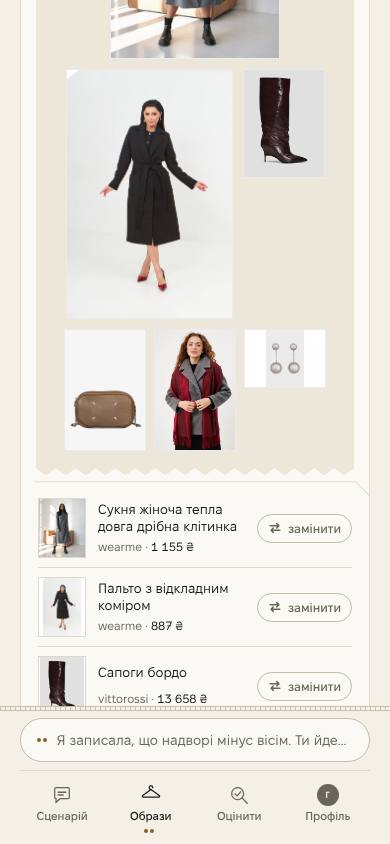 Сукня жіноча тепла
довга дрібна клітинка
wearme · 1 155 ₴
замінити
Пальто з відкладним
коміром
wearme · 887 ₴
замінити
Сапоги бордо
vittorossi · 13 658 ₴
замінити
Я записала, що надворі мінус вісім. Ти йде...
Сценарій
Образи
Оцінити
Г
Профіль